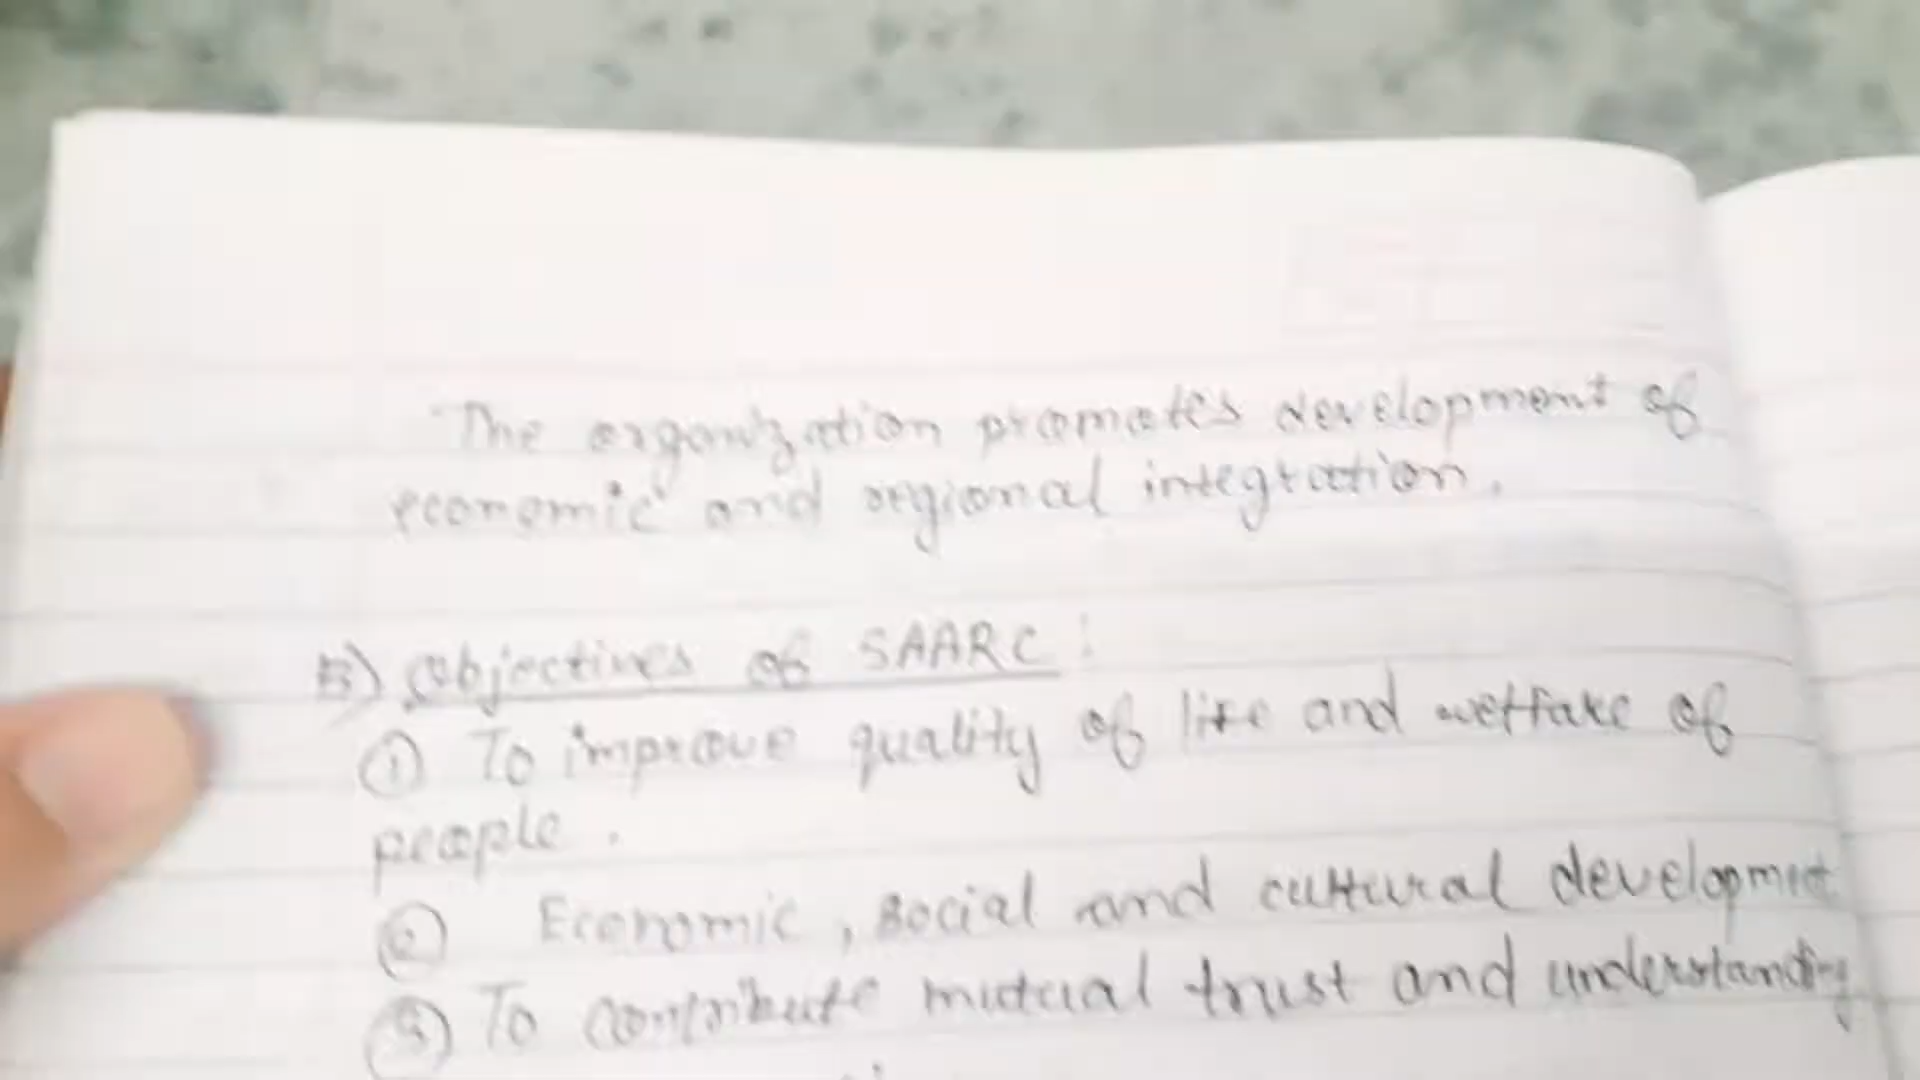 The organization promotes development of
economic and regional integration.
B) Objectives of SAARC :
① To improve quality of life and welfare of
people.
② Economic, social and cultural development
③ To contribute mutual trust and understanding